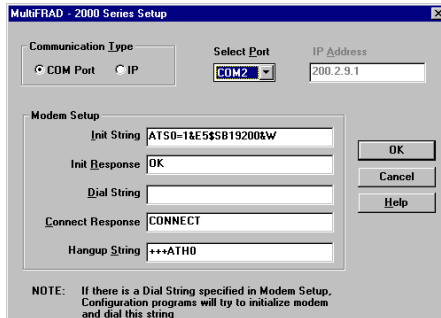 MultiFRAD - 2000 Series Setup
Communication Type
COM Port
IP
Select Port
COM2
IP Address
200.2.9.1
Modem Setup
Init String
ATS0=1&E5$SB19200&W
Init Response
OK
Dial String
Connect Response
CONNECT
Hangup String
+++ATH0
OK
Cancel
Help
NOTE: If there is a Dial String specified in Modem Setup,
Configuration programs will try to initialize modem
and dial this string